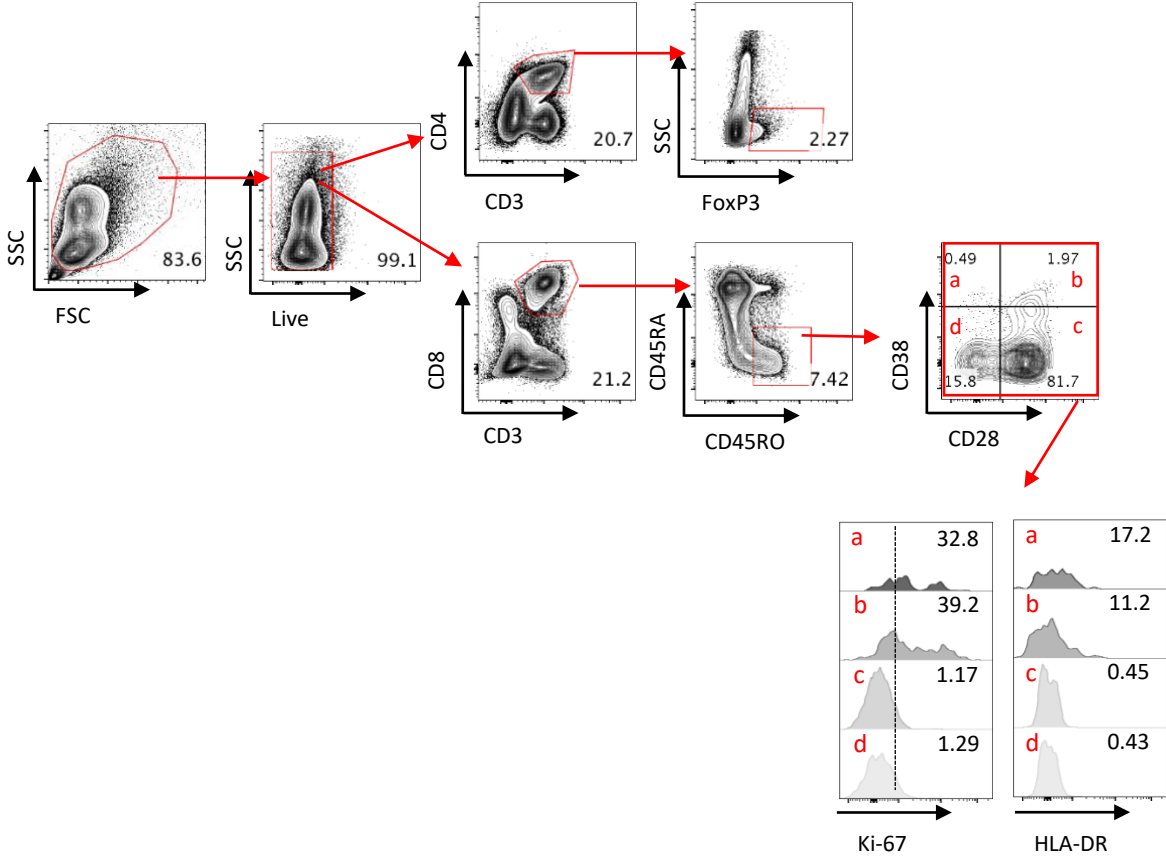 CD4
20.7
CD3
SSC
2.27
FoxP3
SSC
83.6
FSC
SSC
99.1
Live
CD8
21.2
CD3
CD45RA
7.42
CD45RO
CD38
0.49
1.97
a
b
d
c
15.8
81.7
CD28
a
32.8
b
39.2
c
1.17
d
1.29
Ki-67
a
17.2
b
11.2
c
0.45
d
0.43
HLA-DR